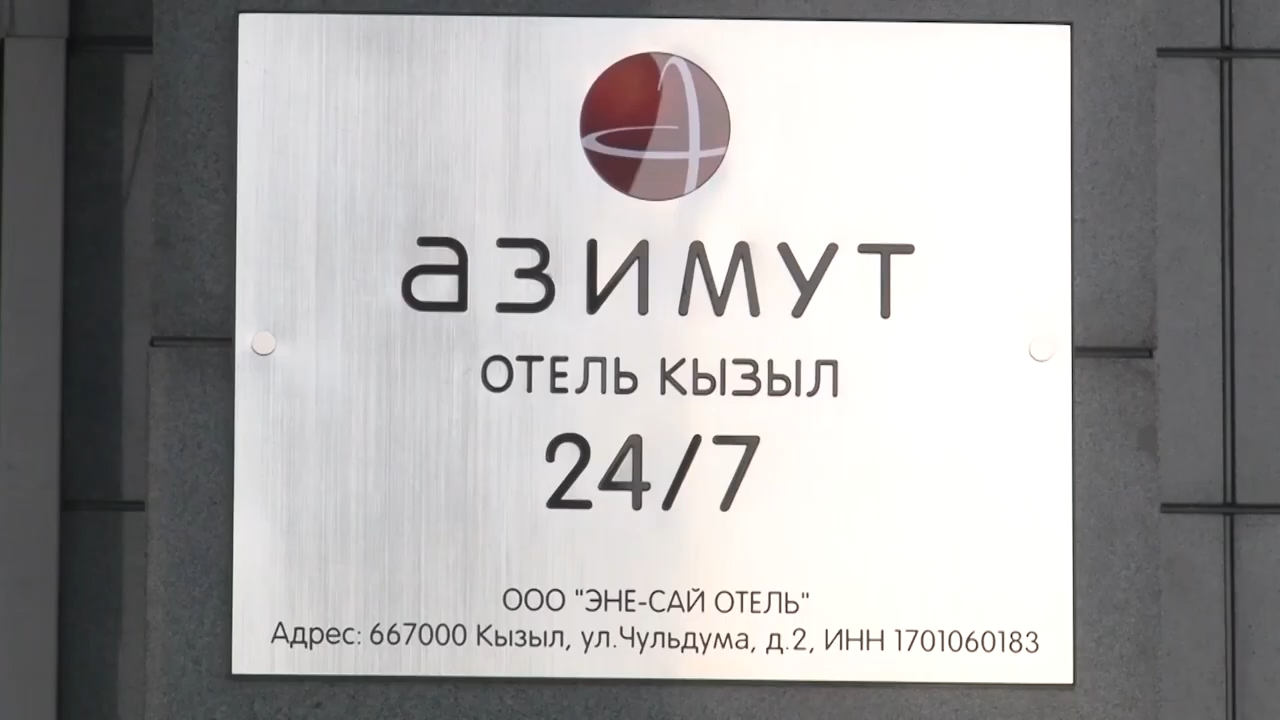 азимут
ОТЕЛЬ КЫЗЫЛ
24/7
ООО "ЭНЕ-САЙ ОТЕЛЬ"
Адрес: 667000 Кызыл, ул.Чульдума, д.2, ИНН 1701060183